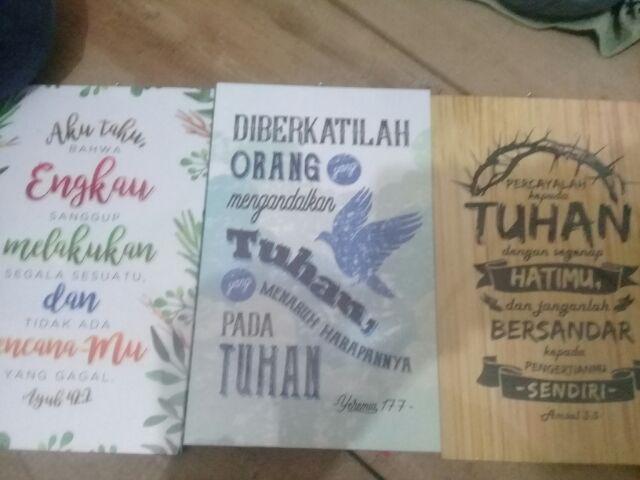 Aku tahu,
BAHWA
Engkau
SANGGUP
melakukan
SEGALA SESUATU,
dan
TIDAK ADA
encana-Mu
YANG GAGAL.
Ayub 42:2
DIBERKATILAH
ORANG yang
mengandalkan
Tuhan,
yang MENARUH HARAPANNYA
PADA
TUHAN
-Yeremia, 17:7-
PERCAYALAH
kepada
TUHAN
dengan segenap
HATIMU,
dan janganlah
BERSANDAR
kepada
PENGERTIANMU
-SENDIRI-
Amsal 3:5